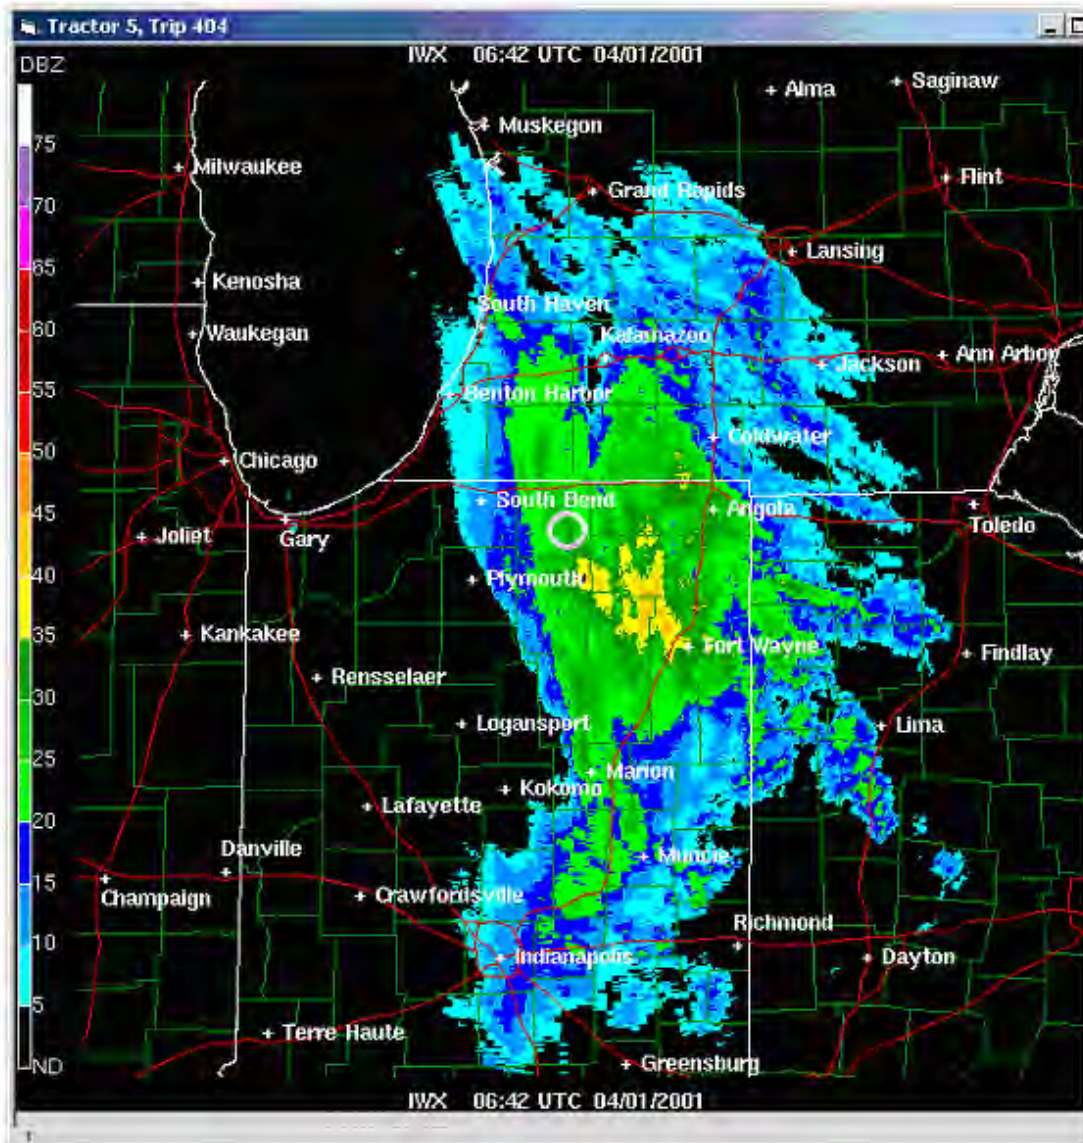 Tractor 5, Trip 404
IWX 06:42 UTC 04/01/2001
DBZ
Alma
Saginaw
75
Muskegon
Milwaukee
Grand Rapids
Flint
70
Lansing
65
Kenosha
South Haven
60
Waukegan
Kalamazoo
Jackson
Ann Arbor
55
Benton Harbor
Coldwater
50
Chicago
South Bend
Angola
45
Joliet
Gary
Toledo
40
Plymouth
35
Kankakee
Fort Wayne
Findlay
Rensselaer
30
Logansport
Lima
25
Marion
Kokomo
Lafayette
20
Danville
Muncie
15
Champaign
Crawfordsville
Richmond
10
Indianapolis
Dayton
5
Terre Haute
Greensburg
ND
IWX 06:42 UTC 04/01/2001